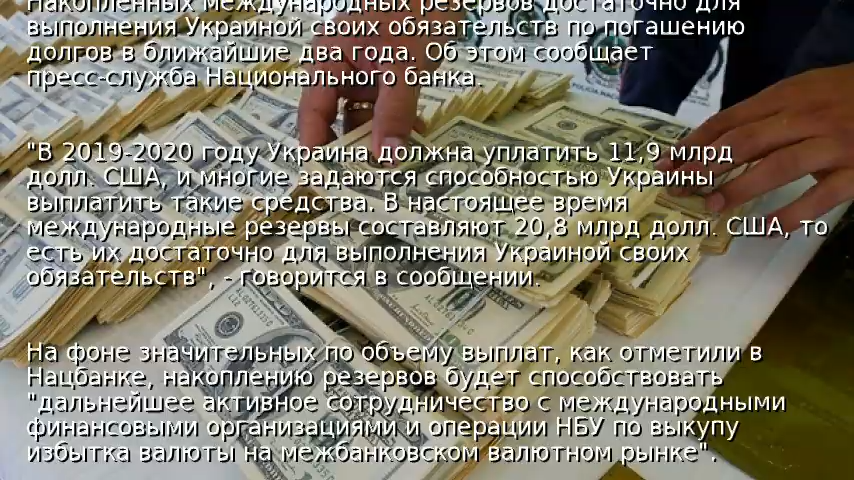 Накопленных международных резервов достаточно для
выполнения Украиной своих обязательств по погашению
долгов в ближайшие два года. Об этом сообщает
пресс-служба Национального банка.
"В 2019-2020 году Украина должна уплатить 11,9 млрд
долл. США, и многие задаются способностью Украины
выплатить такие средства. В настоящее время
международные резервы составляют 20,8 млрд долл. США, то
есть их достаточно для выполнения Украиной своих
обязательств", - говорится в сообщении.
На фоне значительных по объему выплат, как отметили в
Нацбанке, накоплению резервов будет способствовать
"дальнейшее активное сотрудничество с международными
финансовыми организациями и операции НБУ по выкупу
избытка валюты на межбанковском валютном рынке".